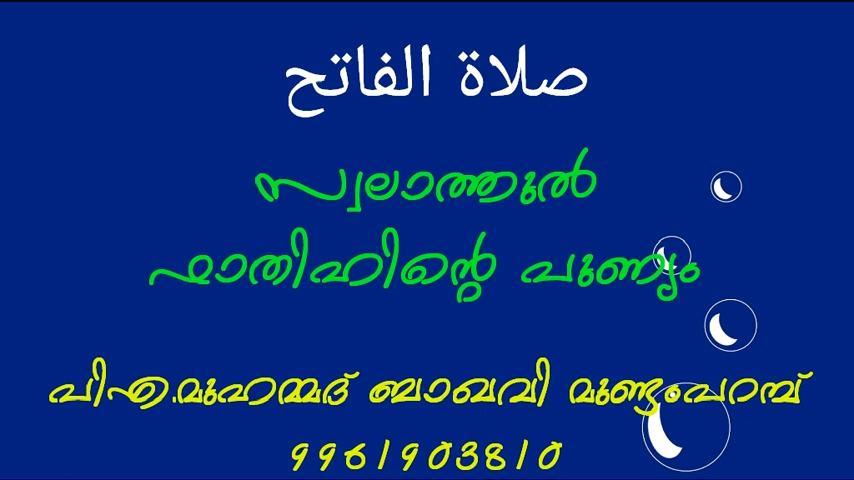 صلاة الفاتح
സ്വലാത്തുൽ
ഫാതിഹിന്റെ പുണ്യം
പിഎ.മുഹമ്മദ് ബാഖവി മുണ്ടംപറമ്പ്
9961903810